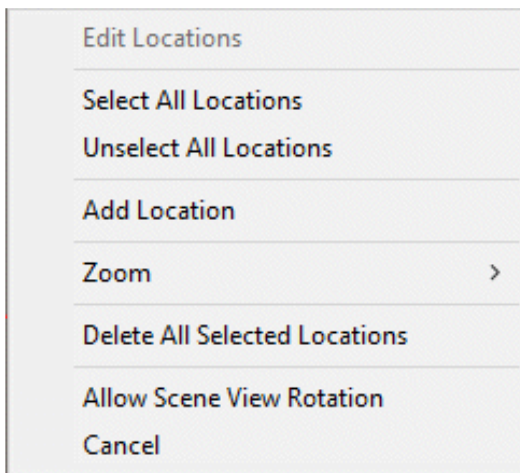 Edit Locations
Select All Locations
Unselect All Locations
Add Location
Zoom
Delete All Selected Locations
Allow Scene View Rotation
Cancel